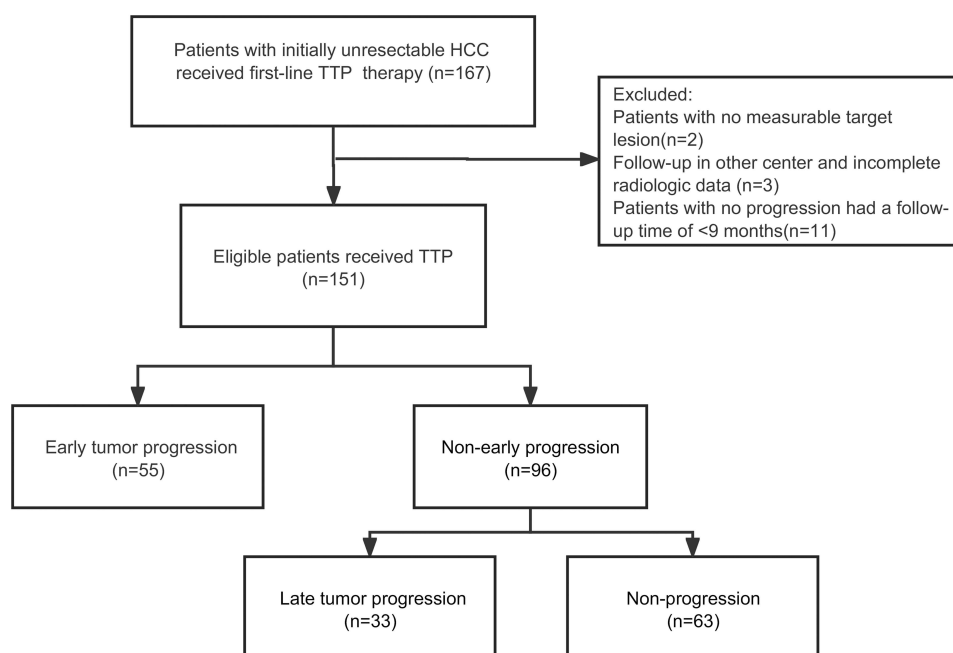 Patients with initially unresectable HCC
received first-line TTP therapy (n=167)
Excluded:
Patients with no measurable target
lesion(n=2)
Follow-up in other center and incomplete
radiologic data (n=3)
Patients with no progression had a follow-
up time of <9 months(n=11)
Eligible patients received TTP
(n=151)
Early tumor progression
(n=55)
Non-early progression
(n=96)
Late tumor progression
(n=33)
Non-progression
(n=63)